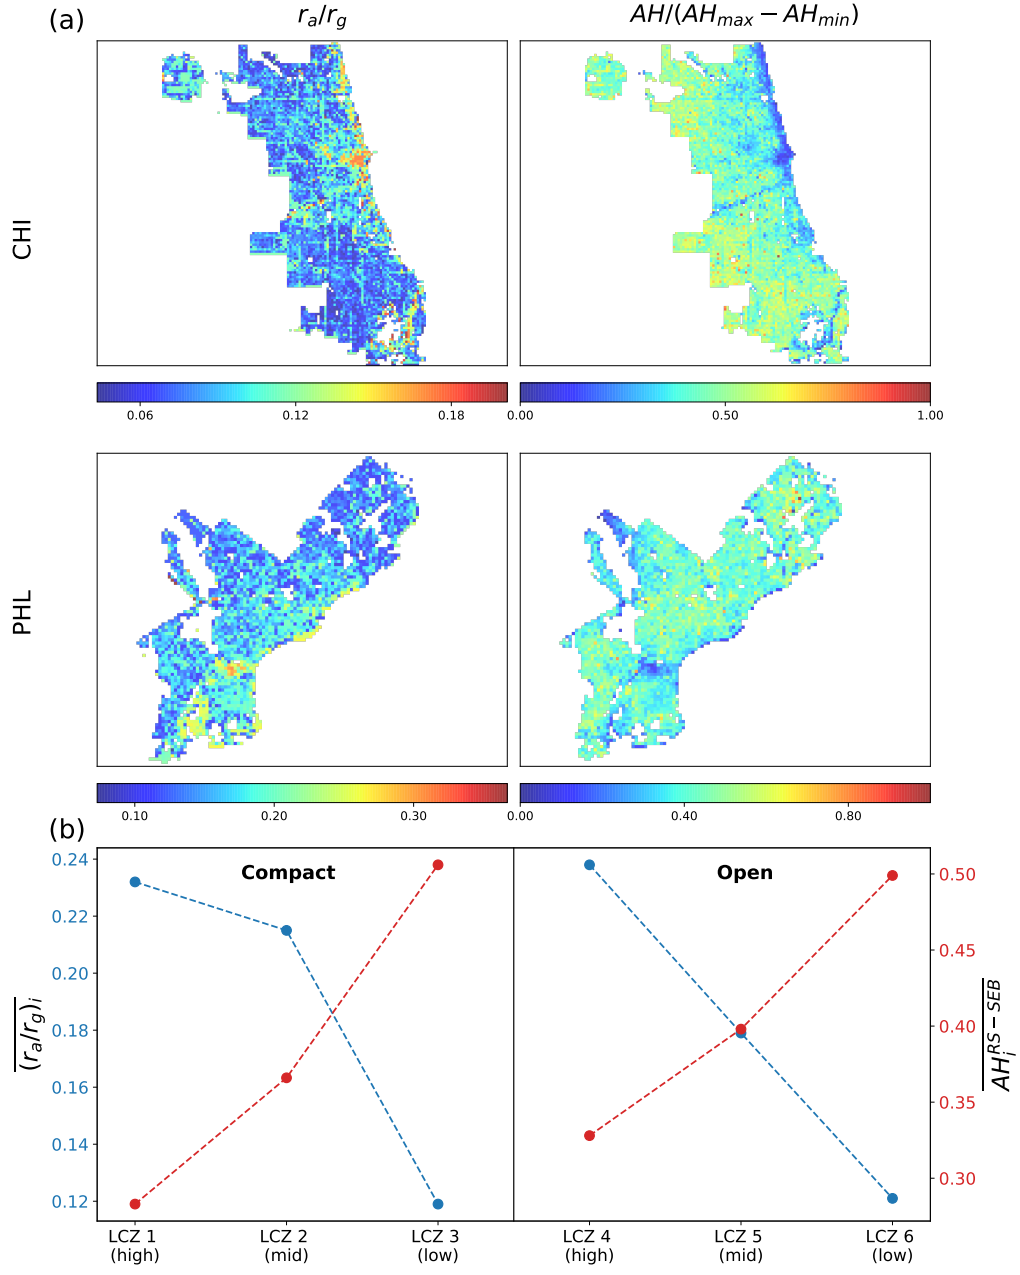 (a)
r_a/r_g
AH/(AH_max − AH_min)
CHI
0.06 0.12 0.18 0.00 0.50 1.00
PHL
0.10 0.20 0.30 0.00 0.40 0.80
(b)
Compact Open
0.24
0.22
0.20
0.18
0.16
0.14
0.12
(r_a/r_g)_i
0.50
0.45
0.40
0.35
0.30
AH_i^RS−SEB
LCZ 1 LCZ 2 LCZ 3 LCZ 4 LCZ 5 LCZ 6
(high) (mid) (low) (high) (mid) (low)